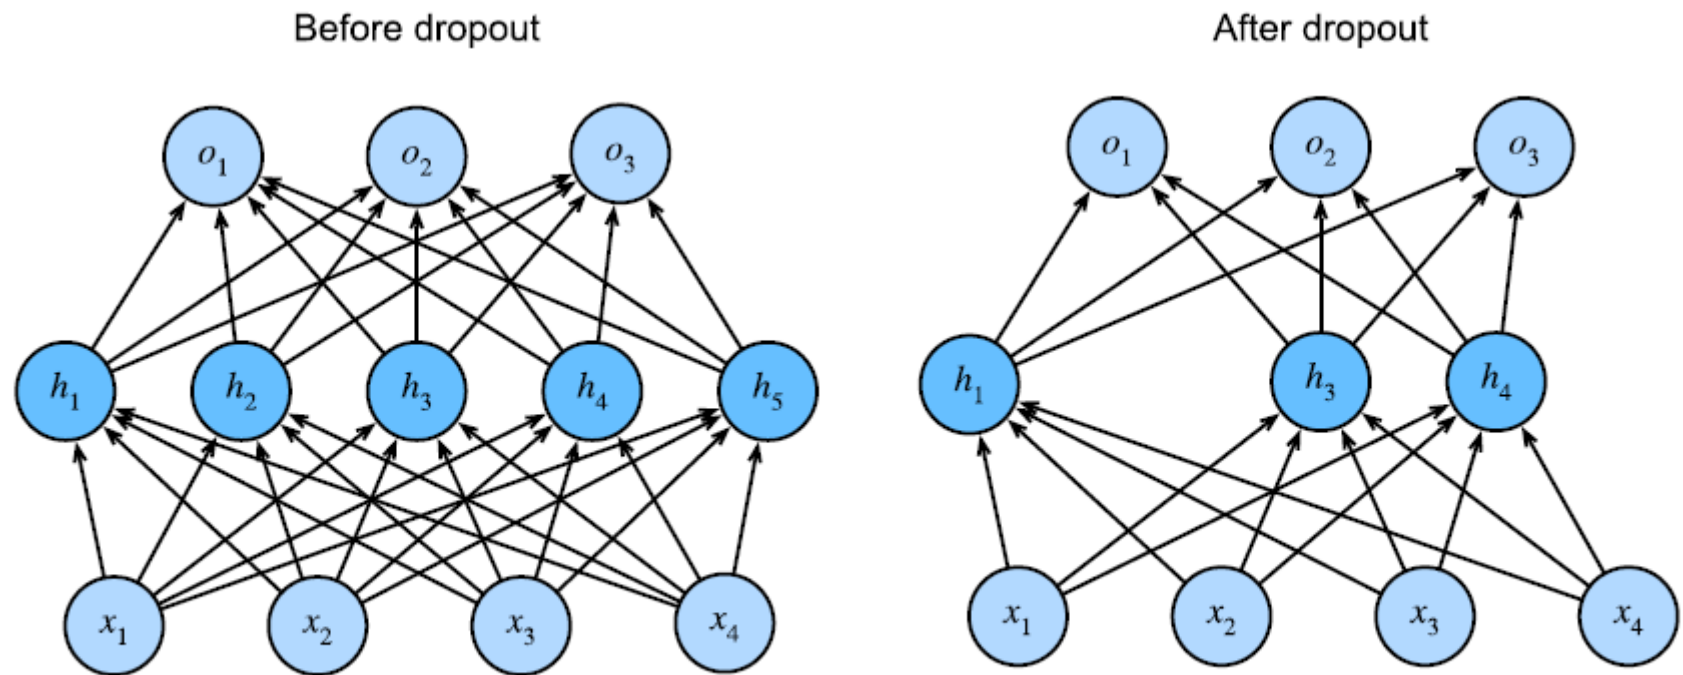 Before dropout
o1 o2 o3
h1 h2 h3 h4 h5
x1 x2 x3 x4
After dropout
o1 o2 o3
h1 h3 h4
x1 x2 x3 x4